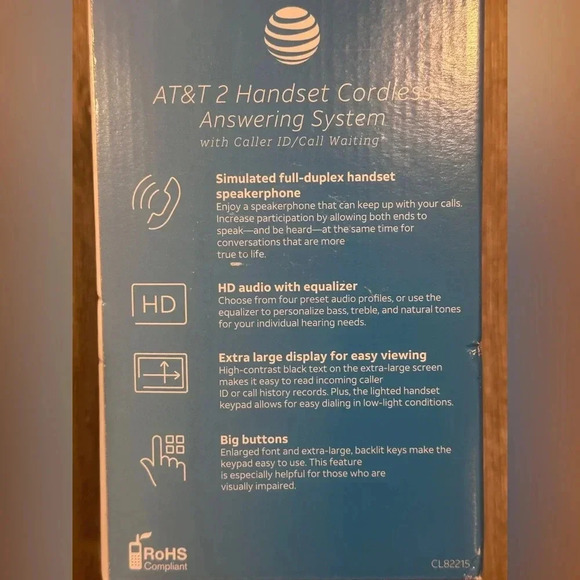 AT&T 2 Handset Cordless
Answering System
with Caller ID/Call Waiting*
Simulated full-duplex handset
speakerphone
Enjoy a speakerphone that can keep up with your calls.
Increase participation by allowing both ends to
speak—and be heard—at the same time for
conversations that are more
true to life.
HD
HD audio with equalizer
Choose from four preset audio profiles, or use the
equalizer to personalize bass, treble, and natural tones
for your individual hearing needs.
Extra large display for easy viewing
High-contrast black text on the extra-large screen
makes it easy to read incoming caller
ID or call history records. Plus, the lighted handset
keypad allows for easy dialing in low-light conditions.
Big buttons
Enlarged font and extra-large, backlit keys make the
keypad easy to use. This feature
is especially helpful for those who are
visually impaired.
RoHS
Compliant
CL82215